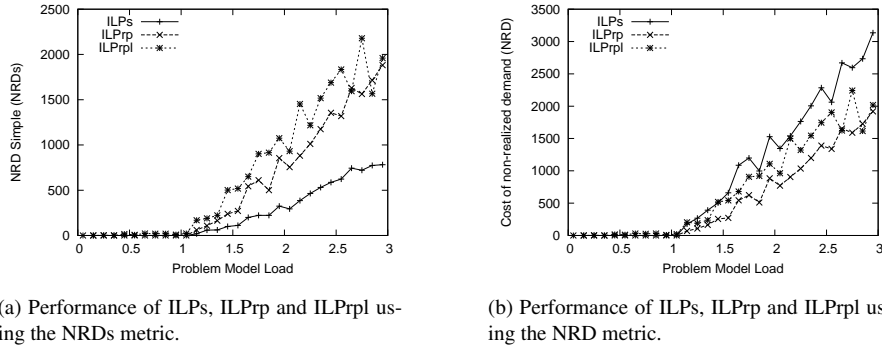 NRD Simple (NRDs)
2500
2000
1500
1000
500
0
ILPs
ILPrp
ILPrpl
0 0.5 1 1.5 2 2.5 3
Problem Model Load
(a) Performance of ILPs, ILPrp and ILPrpl us-
ing the NRDs metric.
Cost of non-realized demand (NRD)
3500
3000
2500
2000
1500
1000
500
0
ILPs
ILPrp
ILPrpl
0 0.5 1 1.5 2 2.5 3
Problem Model Load
(b) Performance of ILPs, ILPrp and ILPrpl us-
ing the NRD metric.